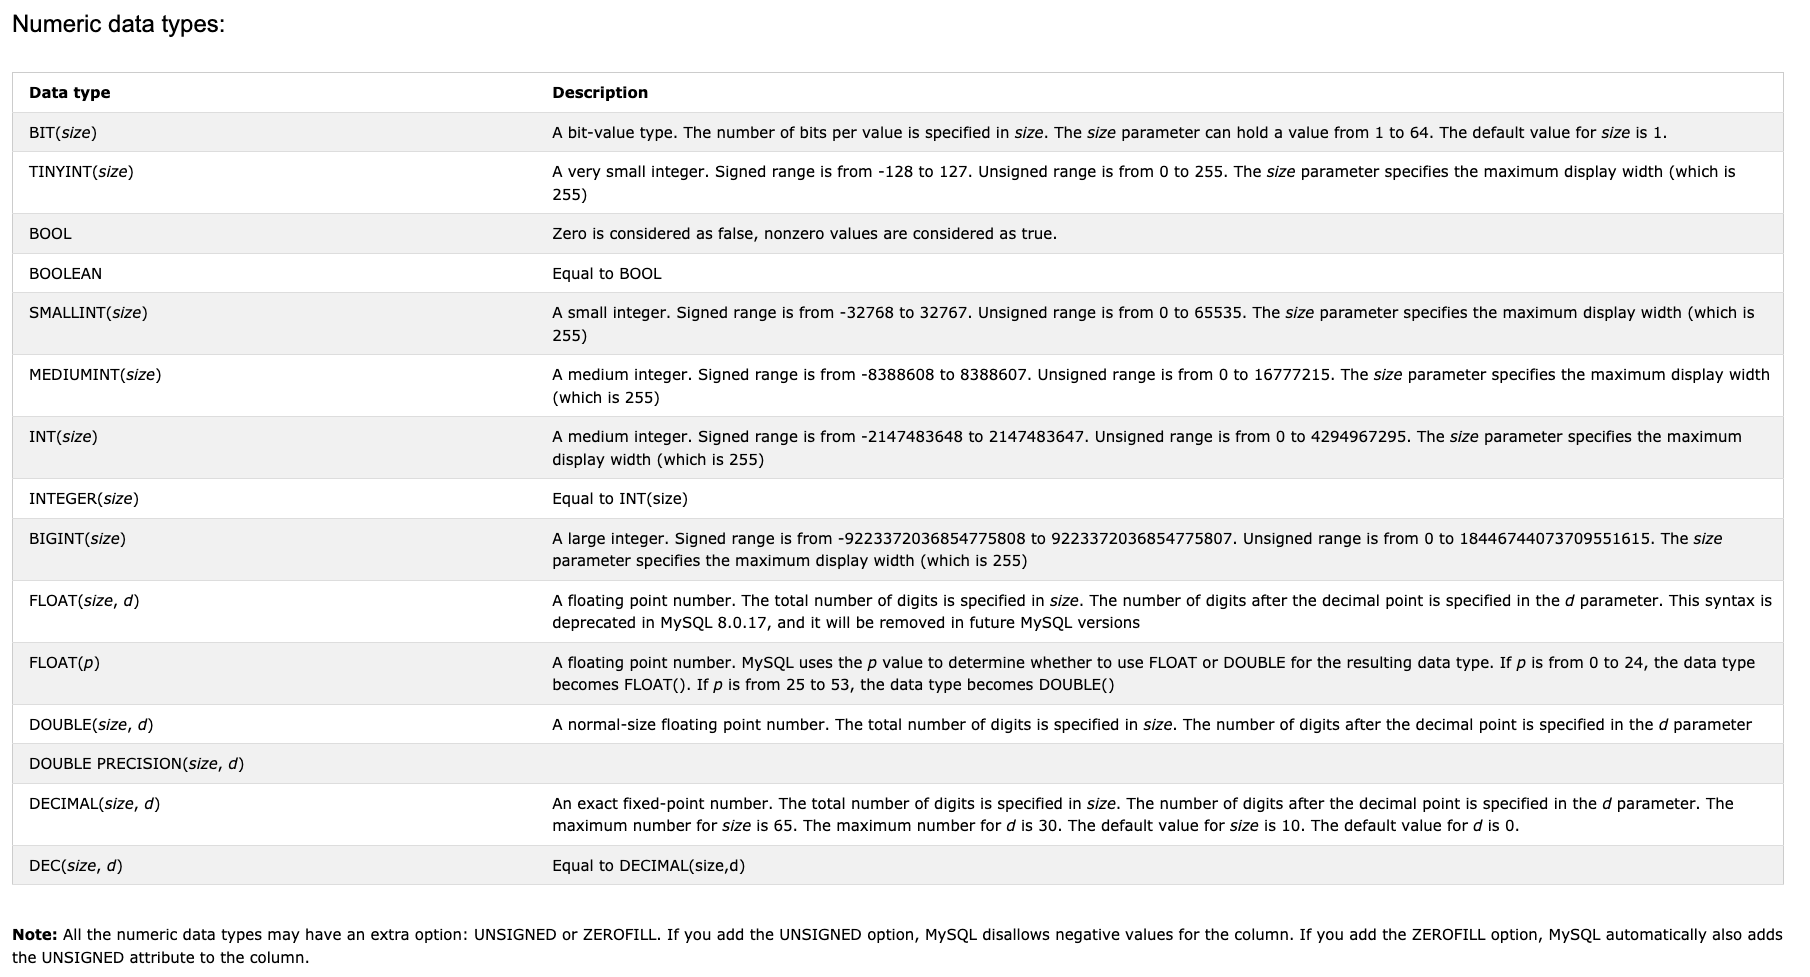 Numeric data types:
Data type Description
BIT(size) A bit-value type. The number of bits per value is specified in size. The size parameter can hold a value from 1 to 64. The default value for size is 1.
TINYINT(size) A very small integer. Signed range is from -128 to 127. Unsigned range is from 0 to 255. The size parameter specifies the maximum display width (which is
255)
BOOL Zero is considered as false, nonzero values are considered as true.
BOOLEAN Equal to BOOL
SMALLINT(size) A small integer. Signed range is from -32768 to 32767. Unsigned range is from 0 to 65535. The size parameter specifies the maximum display width (which is
255)
MEDIUMINT(size) A medium integer. Signed range is from -8388608 to 8388607. Unsigned range is from 0 to 16777215. The size parameter specifies the maximum display width
(which is 255)
INT(size) A medium integer. Signed range is from -2147483648 to 2147483647. Unsigned range is from 0 to 4294967295. The size parameter specifies the maximum
display width (which is 255)
INTEGER(size) Equal to INT(size)
BIGINT(size) A large integer. Signed range is from -9223372036854775808 to 9223372036854775807. Unsigned range is from 0 to 18446744073709551615. The size
parameter specifies the maximum display width (which is 255)
FLOAT(size, d) A floating point number. The total number of digits is specified in size. The number of digits after the decimal point is specified in the d parameter. This syntax is
deprecated in MySQL 8.0.17, and it will be removed in future MySQL versions
FLOAT(p) A floating point number. MySQL uses the p value to determine whether to use FLOAT or DOUBLE for the resulting data type. If p is from 0 to 24, the data type
becomes FLOAT(). If p is from 25 to 53, the data type becomes DOUBLE()
DOUBLE(size, d) A normal-size floating point number. The total number of digits is specified in size. The number of digits after the decimal point is specified in the d parameter
DOUBLE PRECISION(size, d)
DECIMAL(size, d) An exact fixed-point number. The total number of digits is specified in size. The number of digits after the decimal point is specified in the d parameter. The
maximum number for size is 65. The maximum number for d is 30. The default value for size is 10. The default value for d is 0.
DEC(size, d) Equal to DECIMAL(size,d)
Note: All the numeric data types may have an extra option: UNSIGNED or ZEROFILL. If you add the UNSIGNED option, MySQL disallows negative values for the column. If you add the ZEROFILL option, MySQL automatically also adds
the UNSIGNED attribute to the column.